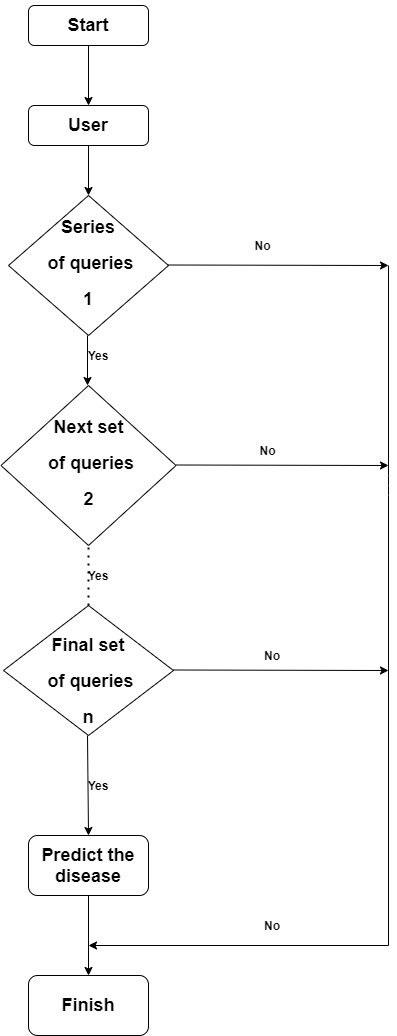 Start
User
Series
of queries
1
No
Yes
Next set
of queries
2
No
Yes
Final set
of queries
n
No
Yes
Predict the
disease
No
Finish